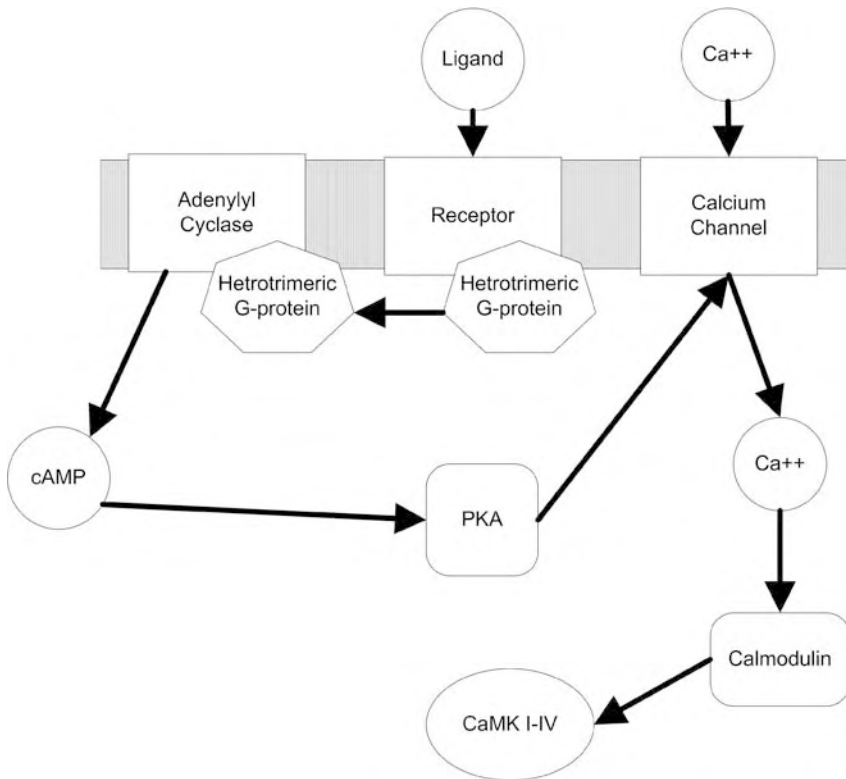 Ligand
Ca++
Adenylyl
Cyclase
Receptor
Calcium
Channel
Hetrotrimeric
G-protein
Hetrotrimeric
G-protein
cAMP
PKA
Ca++
Calmodulin
CaMK I-IV